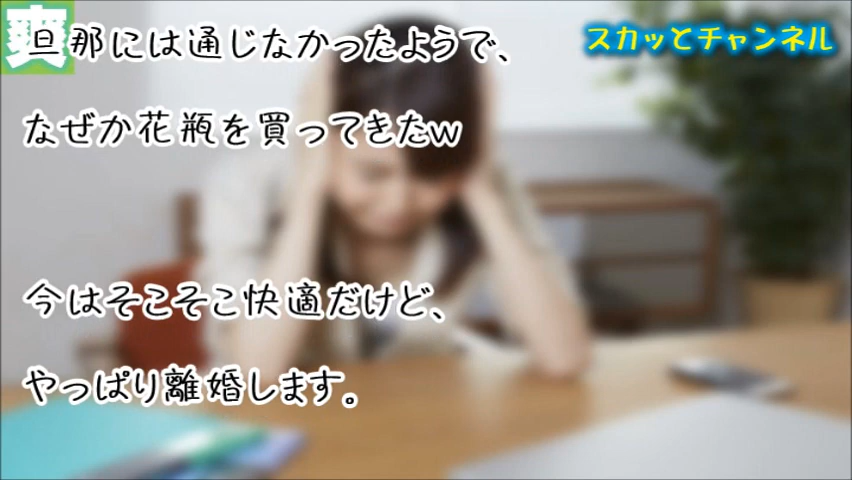 爽
スカッとチャンネル
旦那には通じなかったようで、
なぜか花瓶を買ってきたw
今はそこそこ快適だけど、
やっぱり離婚します。